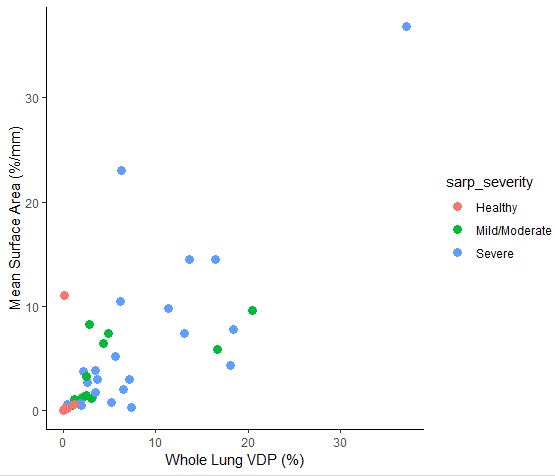 30
20
10
0
Mean Surface Area (%/mm)
0 10 20 30
Whole Lung VDP (%)
sarp_severity
Healthy
Mild/Moderate
Severe